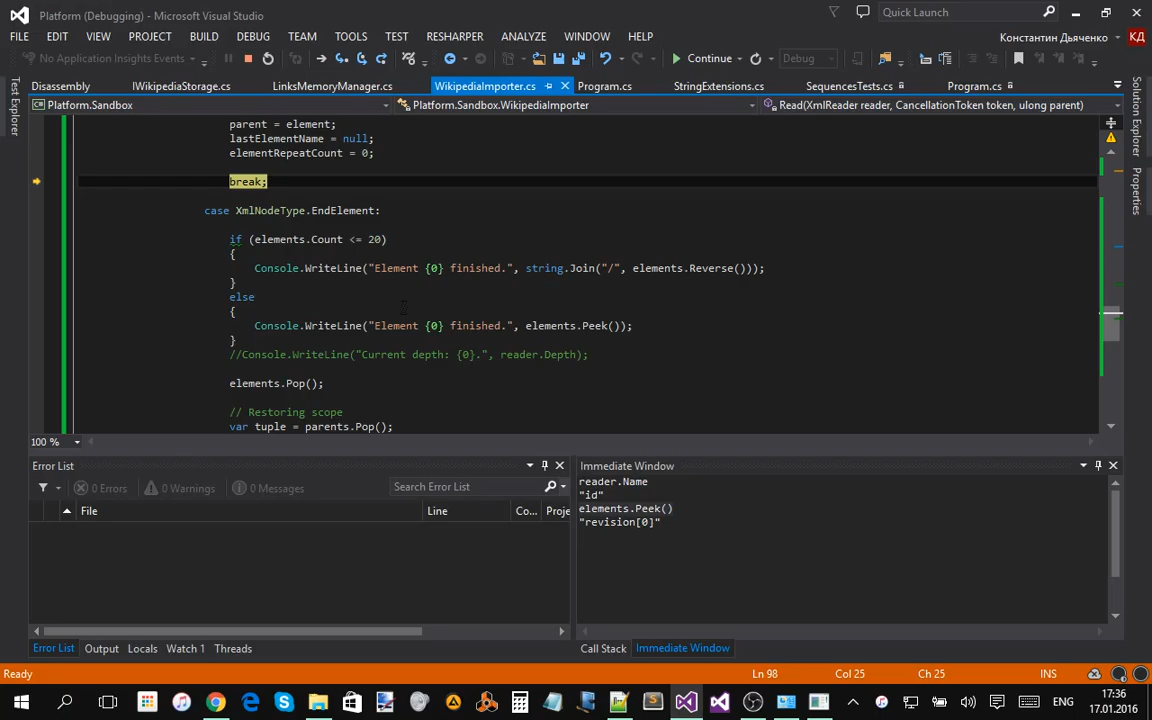 Platform (Debugging) - Microsoft Visual Studio
Quick Launch
FILE EDIT VIEW PROJECT BUILD DEBUG TEAM TOOLS TEST RESHARPER ANALYZE WINDOW HELP
Константин Дьяченко КД
No Application Insights Events Continue Debug
Disassembly IWikipediaStorage.cs LinksMemoryManager.cs WikipediaImporter.cs Program.cs StringExtensions.cs SequencesTests.cs Program.cs
Platform.Sandbox Platform.Sandbox.WikipediaImporter Read(XmlReader reader, CancellationToken token, ulong parent)
Test Explorer
Solution Explorer
Properties
parent = element;
lastElementName = null;
elementRepeatCount = 0;
break;
case XmlNodeType.EndElement:
if (elements.Count <= 20)
{
Console.WriteLine("Element {0} finished.", string.Join("/", elements.Reverse()));
}
else
{
Console.WriteLine("Element {0} finished.", elements.Peek());
}
//Console.WriteLine("Current depth: {0}.", reader.Depth);
elements.Pop();
// Restoring scope
var tuple = parents.Pop();
100 %
Error List
0 Errors 0 Warnings 0 Messages Search Error List
File Line Co... Proje
Error List Output Locals Watch 1 Threads
Immediate Window
reader.Name
"id"
elements.Peek()
"revision[0]"
Call Stack Immediate Window
Ready Ln 98 Col 25 Ch 25 INS
ENG
17:36
17.01.2016